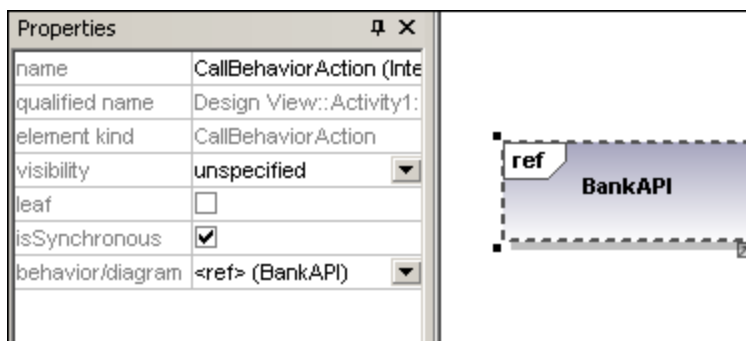 Properties
name CallBehaviorAction (Inte
qualified name Design View::Activity1:
element kind CallBehaviorAction
visibility unspecified
leaf
isSynchronous
behavior/diagram <ref> (BankAPI)
ref
BankAPI